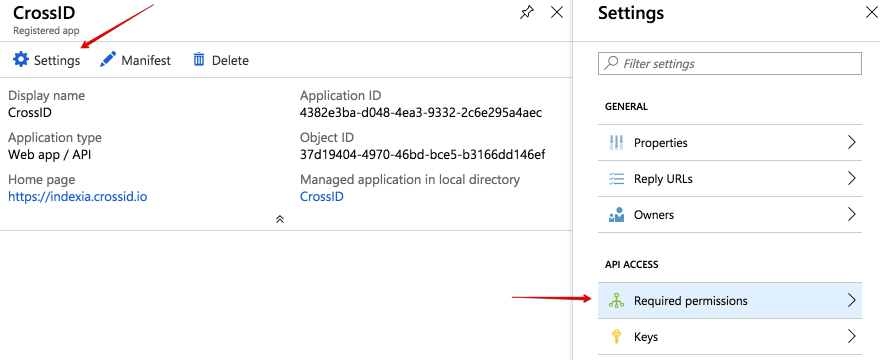 CrossID
Registered app
Settings Manifest Delete
Display name
CrossID
Application type
Web app / API
Home page
https://indexia.crossid.io
Application ID
4382e3ba-d048-4ea3-9332-2c6e295a4aec
Object ID
37d19404-4970-46bd-bce5-b3166dd146ef
Managed application in local directory
CrossID
Settings
Filter settings
GENERAL
Properties
Reply URLs
Owners
API ACCESS
Required permissions
Keys